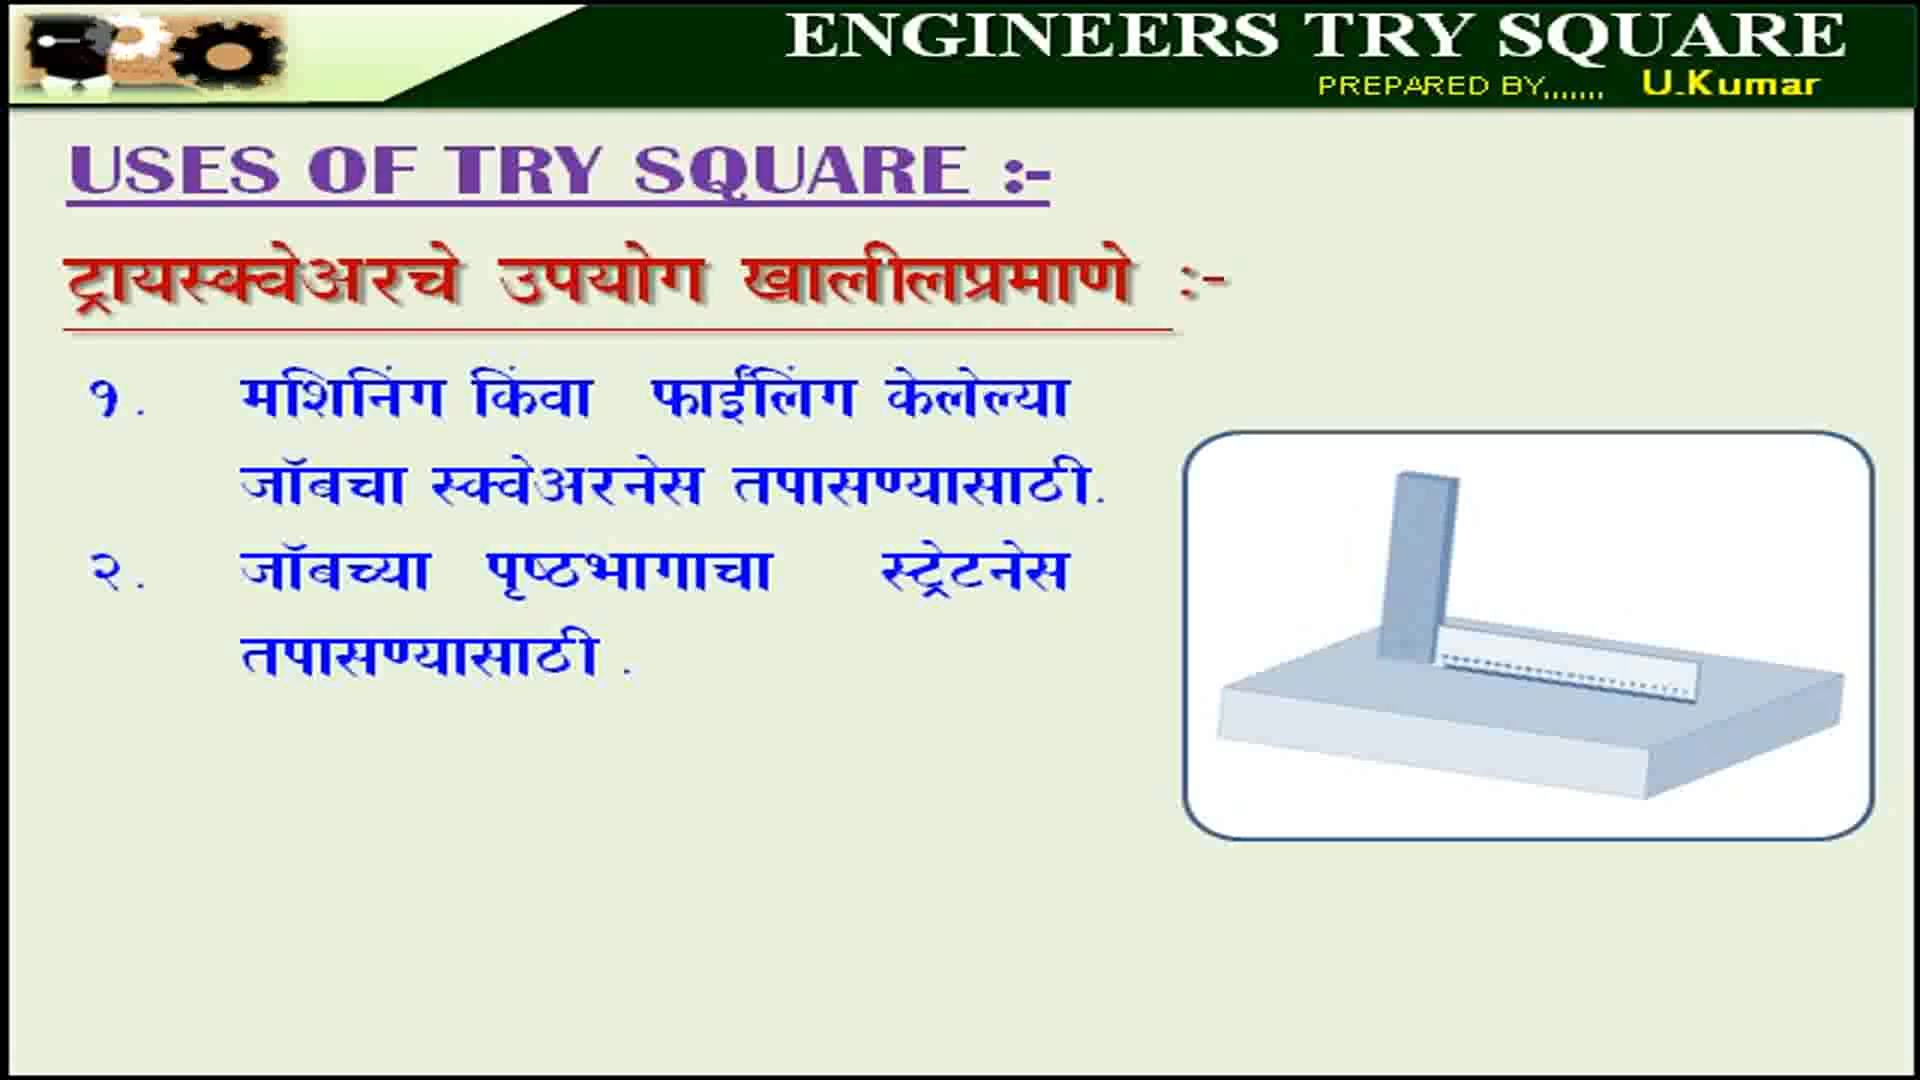 ENGINEERS TRY SQUARE
PREPARED BY,,,,,,, U.Kumar
USES OF TRY SQUARE :-
ट्रायस्क्वेअरचे उपयोग खालीलप्रमाणे :-
१. मशिनिंग किंवा फाईलिंग केलेल्या
जॉबचा स्क्वेअरनेस तपासण्यासाठी.
२. जॉबच्या पृष्ठभागाचा स्ट्रेटनेस
तपासण्यासाठी .